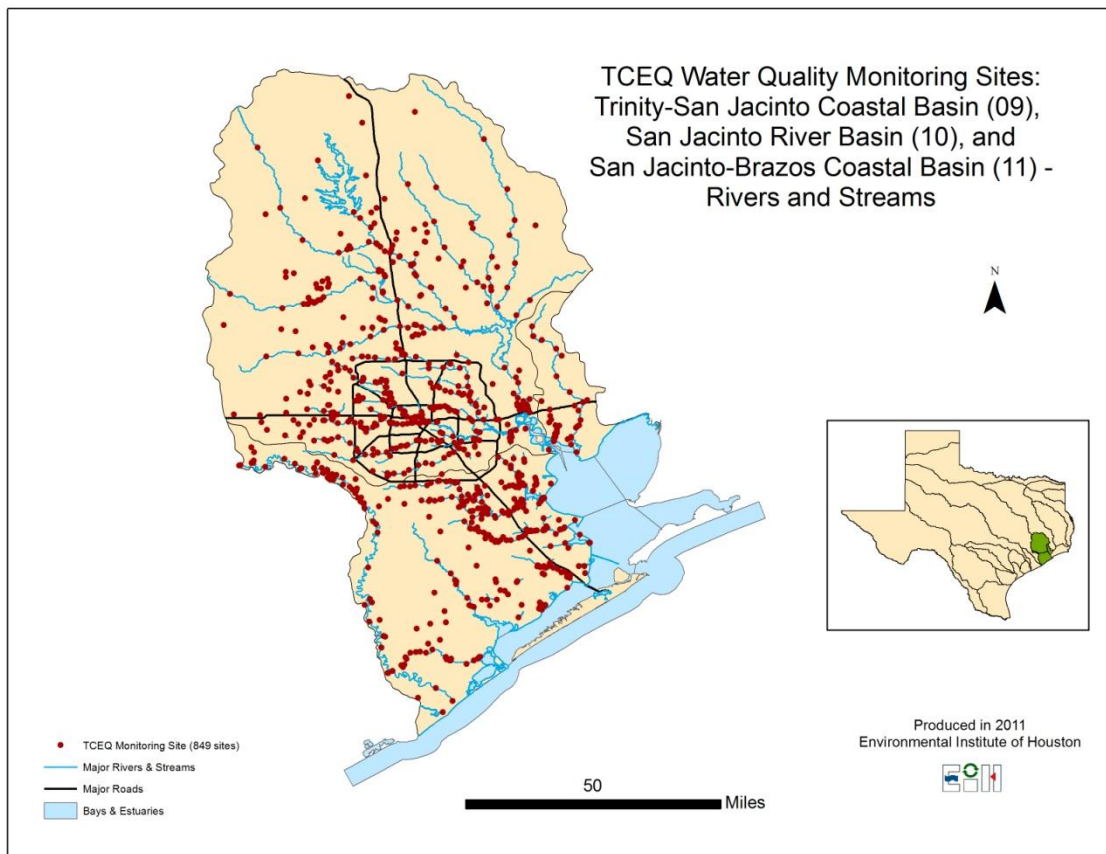 TCEQ Water Quality Monitoring Sites:
Trinity-San Jacinto Coastal Basin (09),
San Jacinto River Basin (10), and
San Jacinto-Brazos Coastal Basin (11) -
Rivers and Streams
N
TCEQ Monitoring Site (849 sites)
Major Rivers & Streams
Major Roads
Bays & Estuaries
50
Miles
Produced in 2011
Environmental Institute of Houston
EIH